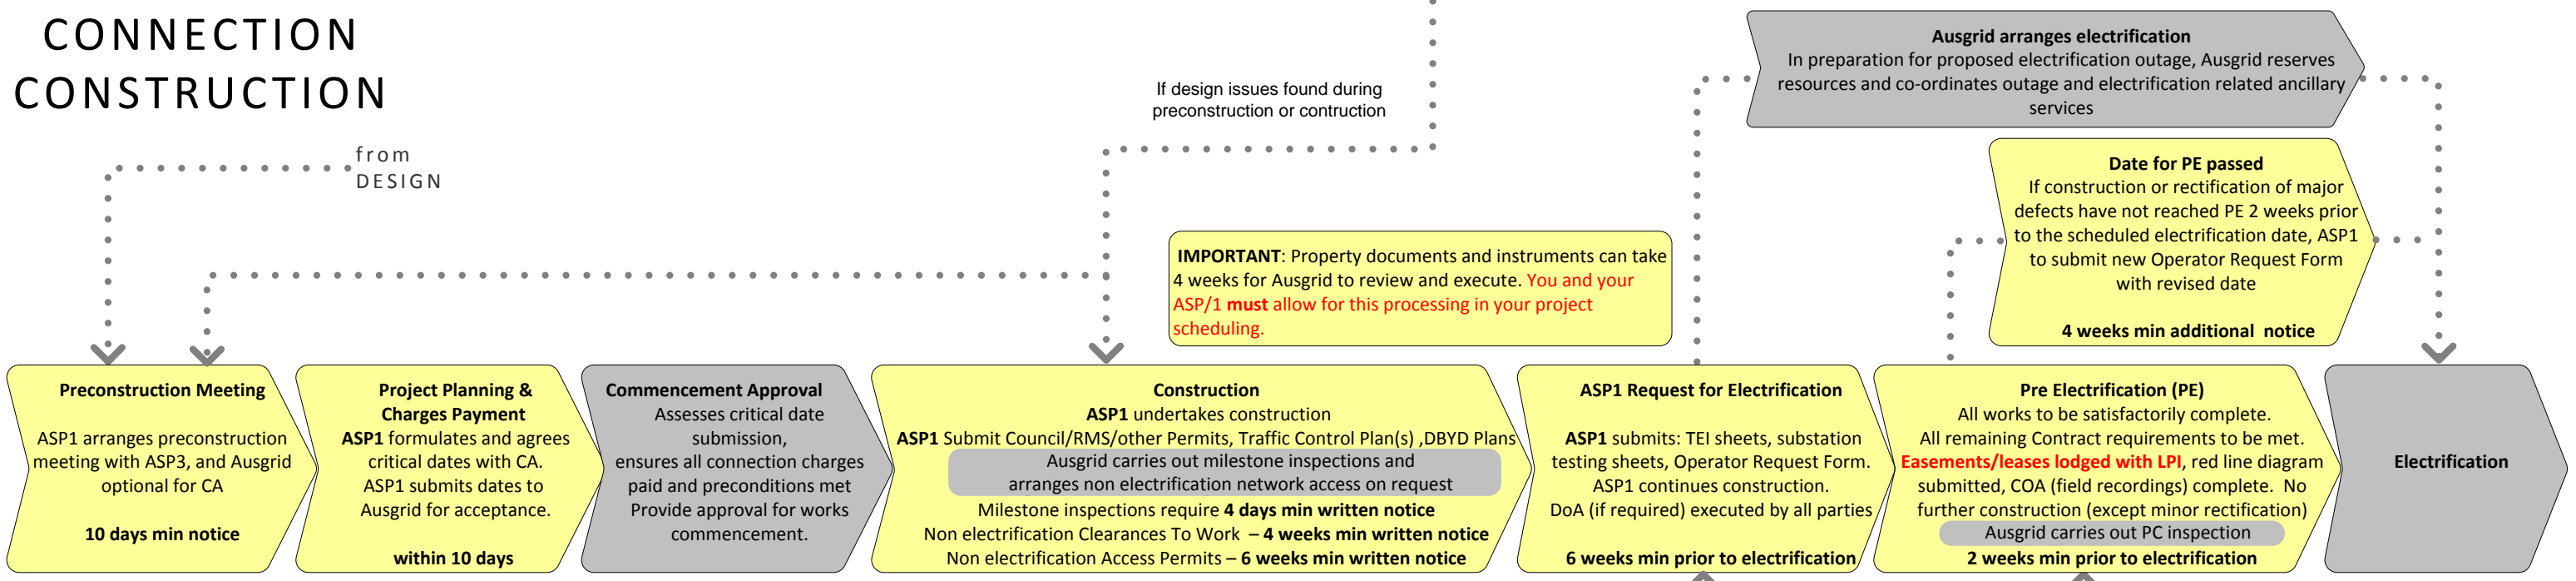 CONNECTION
CONSTRUCTION
from
DESIGN
If design issues found during
preconstruction or contruction
IMPORTANT: Property documents and instruments can take
4 weeks for Ausgrid to review and execute. You and your
ASP/1 must allow for this processing in your project
scheduling.
Ausgrid arranges electrification
In preparation for proposed electrification outage, Ausgrid reserves
resources and co-ordinates outage and electrification related ancillary
services
Date for PE passed
If construction or rectification of major
defects have not reached PE 2 weeks prior
to the scheduled electrification date, ASP1
to submit new Operator Request Form
with revised date
4 weeks min additional notice
Preconstruction Meeting
ASP1 arranges preconstruction
meeting with ASP3, and Ausgrid
optional for CA
10 days min notice
Project Planning &
Charges Payment
ASP1 formulates and agrees
critical dates with CA.
ASP1 submits dates to
Ausgrid for acceptance.
within 10 days
Commencement Approval
Assesses critical date
submission,
ensures all connection charges
paid and preconditions met
Provide approval for works
commencement.
Construction
ASP1 undertakes construction
ASP1 Submit Council/RMS/other Permits, Traffic Control Plan(s) ,DBYD Plans
Ausgrid carries out milestone inspections and
arranges non electrification network access on request
Milestone inspections require 4 days min written notice
Non electrification Clearances To Work – 4 weeks min written notice
Non electrification Access Permits – 6 weeks min written notice
ASP1 Request for Electrification
ASP1 submits: TEI sheets, substation
testing sheets, Operator Request Form.
ASP1 continues construction.
DoA (if required) executed by all parties
6 weeks min prior to electrification
Pre Electrification (PE)
All works to be satisfactorily complete.
All remaining Contract requirements to be met.
Easements/leases lodged with LPI, red line diagram
submitted, COA (field recordings) complete. No
further construction (except minor rectification)
Ausgrid carries out PC inspection
2 weeks min prior to electrification
Electrification